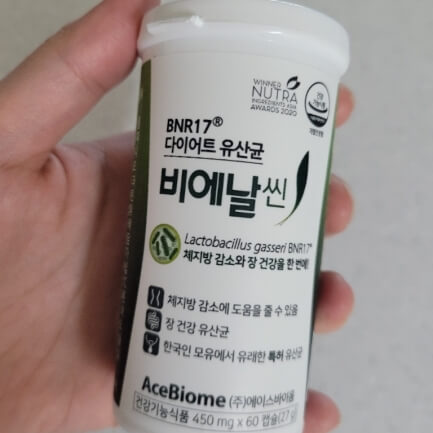 WINNER
NUTRA
INGREDIENTS ASIA
AWARDS 2020
BNR17®
다이어트 유산균
비에날씬
Lactobacillus gasseri BNR17®
체지방 감소와 장 건강을 한 번에!
체지방 감소에 도움을 줄 수 있음
장 건강 유산균
한국인 모유에서 유래한 특허 유산균
AceBiome (주)에이스바이옴
건강기능식품 450 mg x 60 캡슐(27 g)